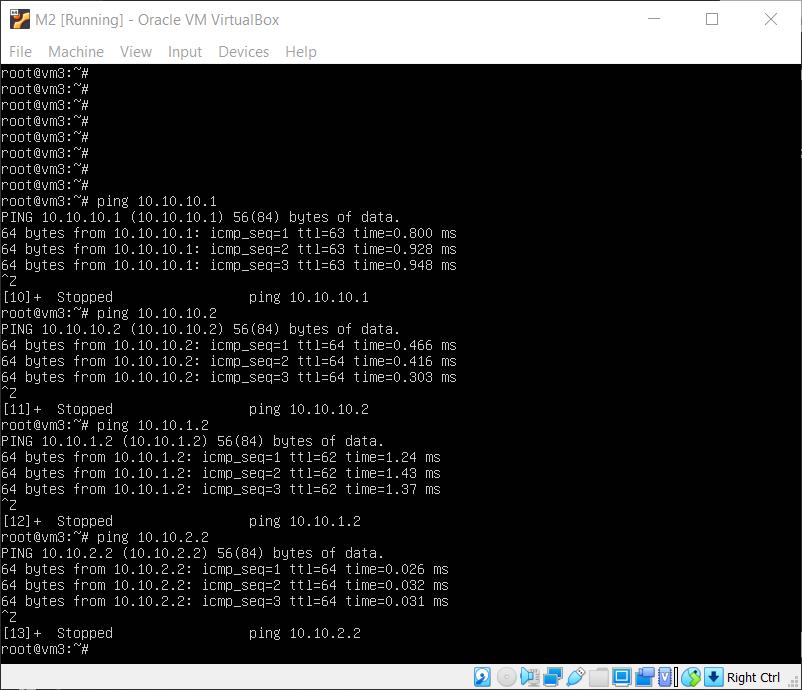 M2 [Running] - Oracle VM VirtualBox
File Machine View Input Devices Help
root@vm3:~#
root@vm3:~#
root@vm3:~#
root@vm3:~#
root@vm3:~#
root@vm3:~#
root@vm3:~#
root@vm3:~#
root@vm3:~# ping 10.10.10.1
PING 10.10.10.1 (10.10.10.1) 56(84) bytes of data.
64 bytes from 10.10.10.1: icmp_seq=1 ttl=63 time=0.800 ms
64 bytes from 10.10.10.1: icmp_seq=2 ttl=63 time=0.928 ms
64 bytes from 10.10.10.1: icmp_seq=3 ttl=63 time=0.948 ms
^Z
[10]+  Stopped                 ping 10.10.10.1
root@vm3:~# ping 10.10.10.2
PING 10.10.10.2 (10.10.10.2) 56(84) bytes of data.
64 bytes from 10.10.10.2: icmp_seq=1 ttl=64 time=0.466 ms
64 bytes from 10.10.10.2: icmp_seq=2 ttl=64 time=0.416 ms
64 bytes from 10.10.10.2: icmp_seq=3 ttl=64 time=0.303 ms
^Z
[11]+  Stopped                 ping 10.10.10.2
root@vm3:~# ping 10.10.1.2
PING 10.10.1.2 (10.10.1.2) 56(84) bytes of data.
64 bytes from 10.10.1.2: icmp_seq=1 ttl=62 time=1.24 ms
64 bytes from 10.10.1.2: icmp_seq=2 ttl=62 time=1.43 ms
64 bytes from 10.10.1.2: icmp_seq=3 ttl=62 time=1.37 ms
^Z
[12]+  Stopped                 ping 10.10.1.2
root@vm3:~# ping 10.10.2.2
PING 10.10.2.2 (10.10.2.2) 56(84) bytes of data.
64 bytes from 10.10.2.2: icmp_seq=1 ttl=64 time=0.026 ms
64 bytes from 10.10.2.2: icmp_seq=2 ttl=64 time=0.032 ms
64 bytes from 10.10.2.2: icmp_seq=3 ttl=64 time=0.031 ms
^Z
[13]+  Stopped                 ping 10.10.2.2
root@vm3:~#
Right Ctrl